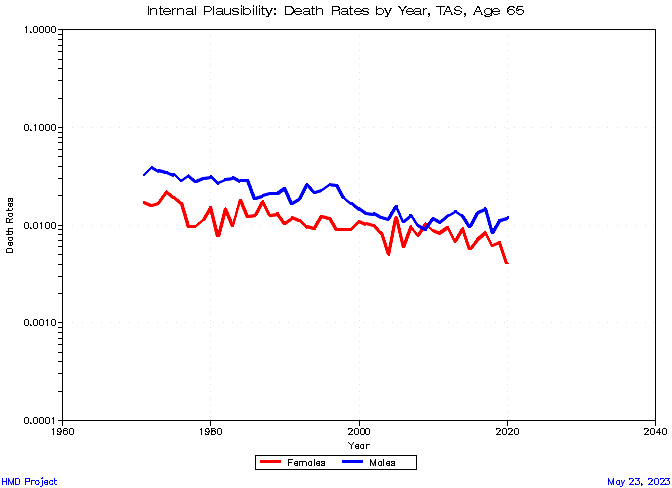 Internal Plausibility: Death Rates by Year, TAS, Age 65
1.0000
0.1000
0.0100
0.0010
0.0001
Death Rates
1960 1980 2000 2020 2040
Year
Females Males
HMD Project May 23, 2023